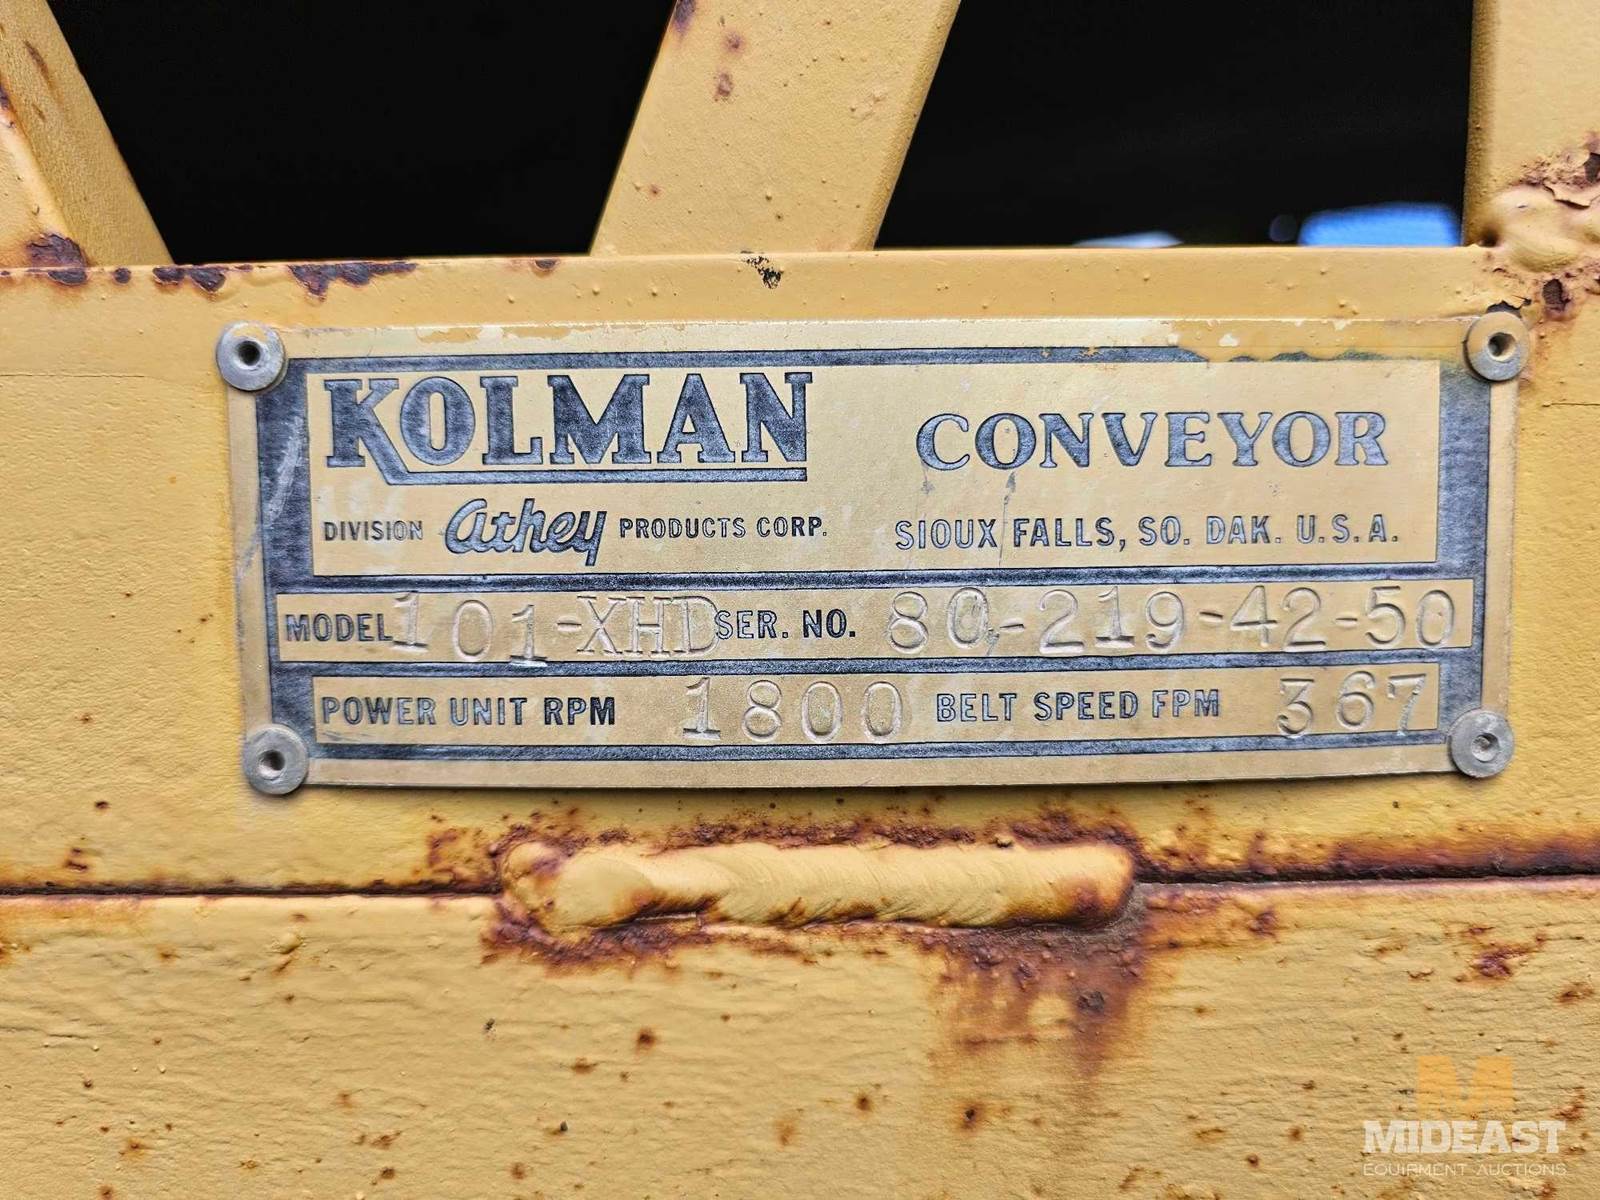 KOLMAN CONVEYOR
DIVISION athey PRODUCTS CORP. SIOUX FALLS, SO. DAK. U.S.A.
MODEL 101-XHD SER. NO. 80-219-42-50
POWER UNIT RPM 1800 BELT SPEED FPM 367
M
MIDEAST
EQUIPMENT AUCTIONS